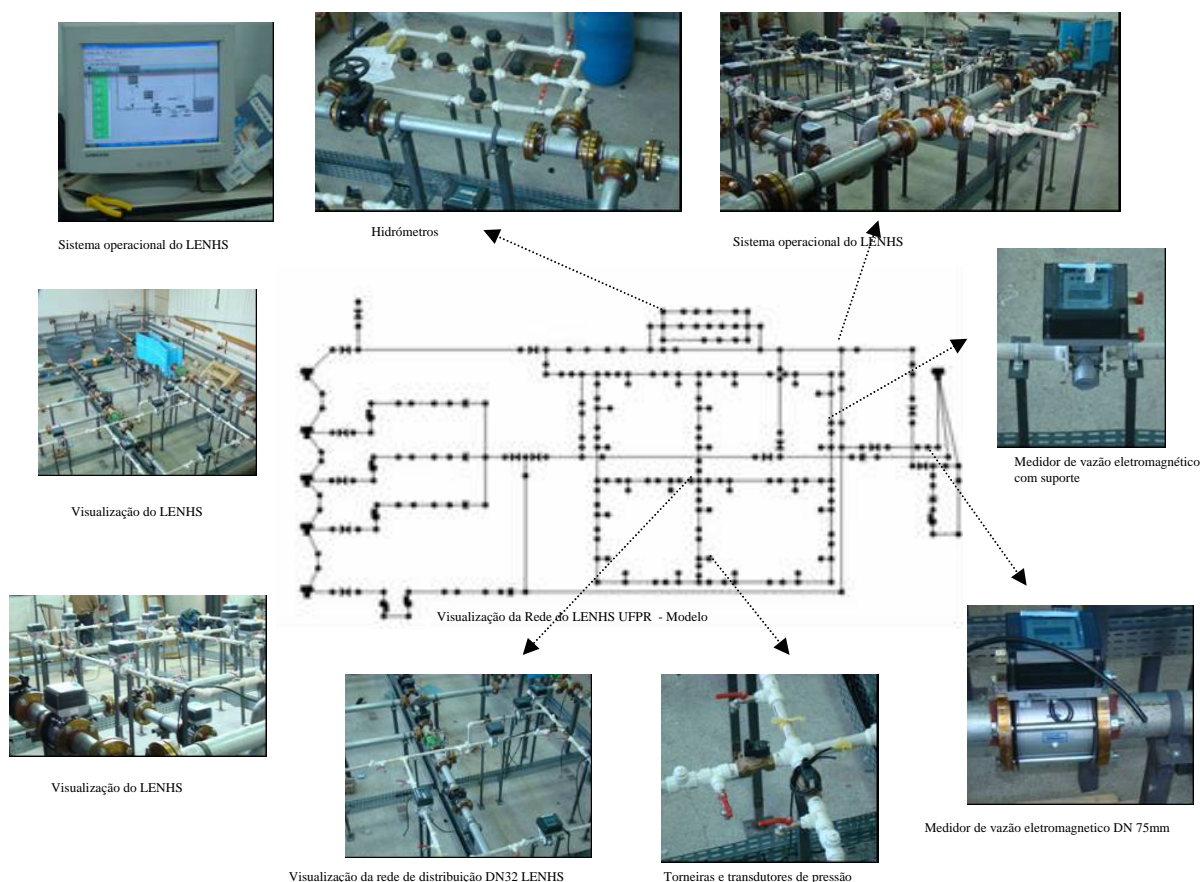 Sistema operacional do LENHS
Hidrómetros
Sistema operacional do LENHS
Visualização do LENHS
Medidor de vazão eletromagnético
com suporte
Visualização da Rede do LENHS UFPR - Modelo
Visualização do LENHS
Medidor de vazão eletromagnetico DN 75mm
Visualização da rede de distribuição DN32 LENHS
Torneiras e transdutores de pressão